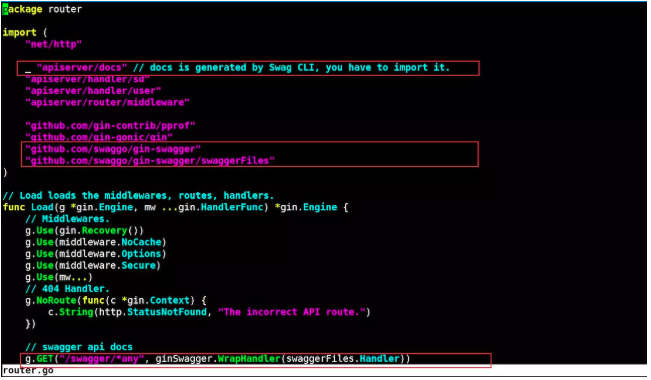 package router
import (
"net/http"
_ "apiserver/docs" // docs is generated by Swag CLI, you have to import it.
"apiserver/handler/sd"
"apiserver/handler/user"
"apiserver/router/middleware"
"github.com/gin-contrib/pprof"
"github.com/gin-gonic/gin"
"github.com/swaggo/gin-swagger"
"github.com/swaggo/gin-swagger/swaggerFiles"
)
// Load loads the middlewares, routes, handlers.
func Load(g *gin.Engine, mw ...gin.HandlerFunc) *gin.Engine {
// Middlewares.
g.Use(gin.Recovery())
g.Use(middleware.NoCache)
g.Use(middleware.Options)
g.Use(middleware.Secure)
g.Use(mw...)
// 404 Handler.
g.NoRoute(func(c *gin.Context) {
c.String(http.StatusNotFound, "The incorrect API route.")
})
// swagger api docs
g.GET("/swagger/*any", ginSwagger.WrapHandler(swaggerFiles.Handler))
router.go